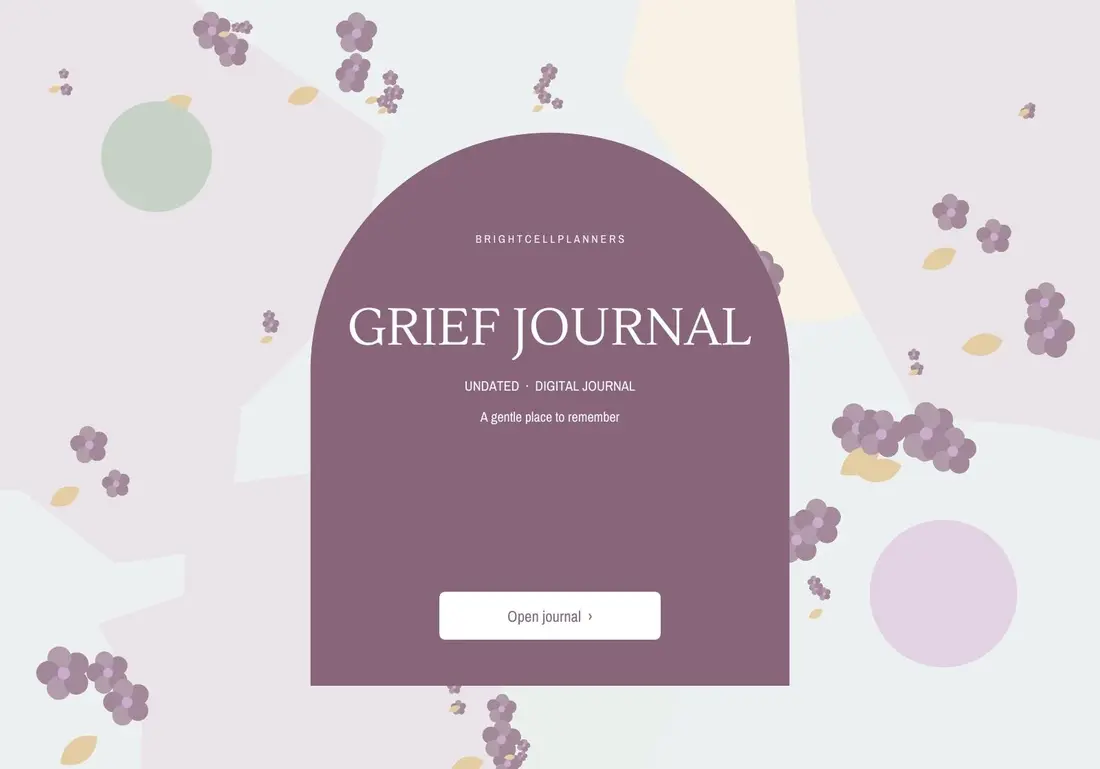 BRIGHTCELLPLANNERS
GRIEF JOURNAL
UNDATED · DIGITAL JOURNAL
A gentle place to remember
Open journal ›